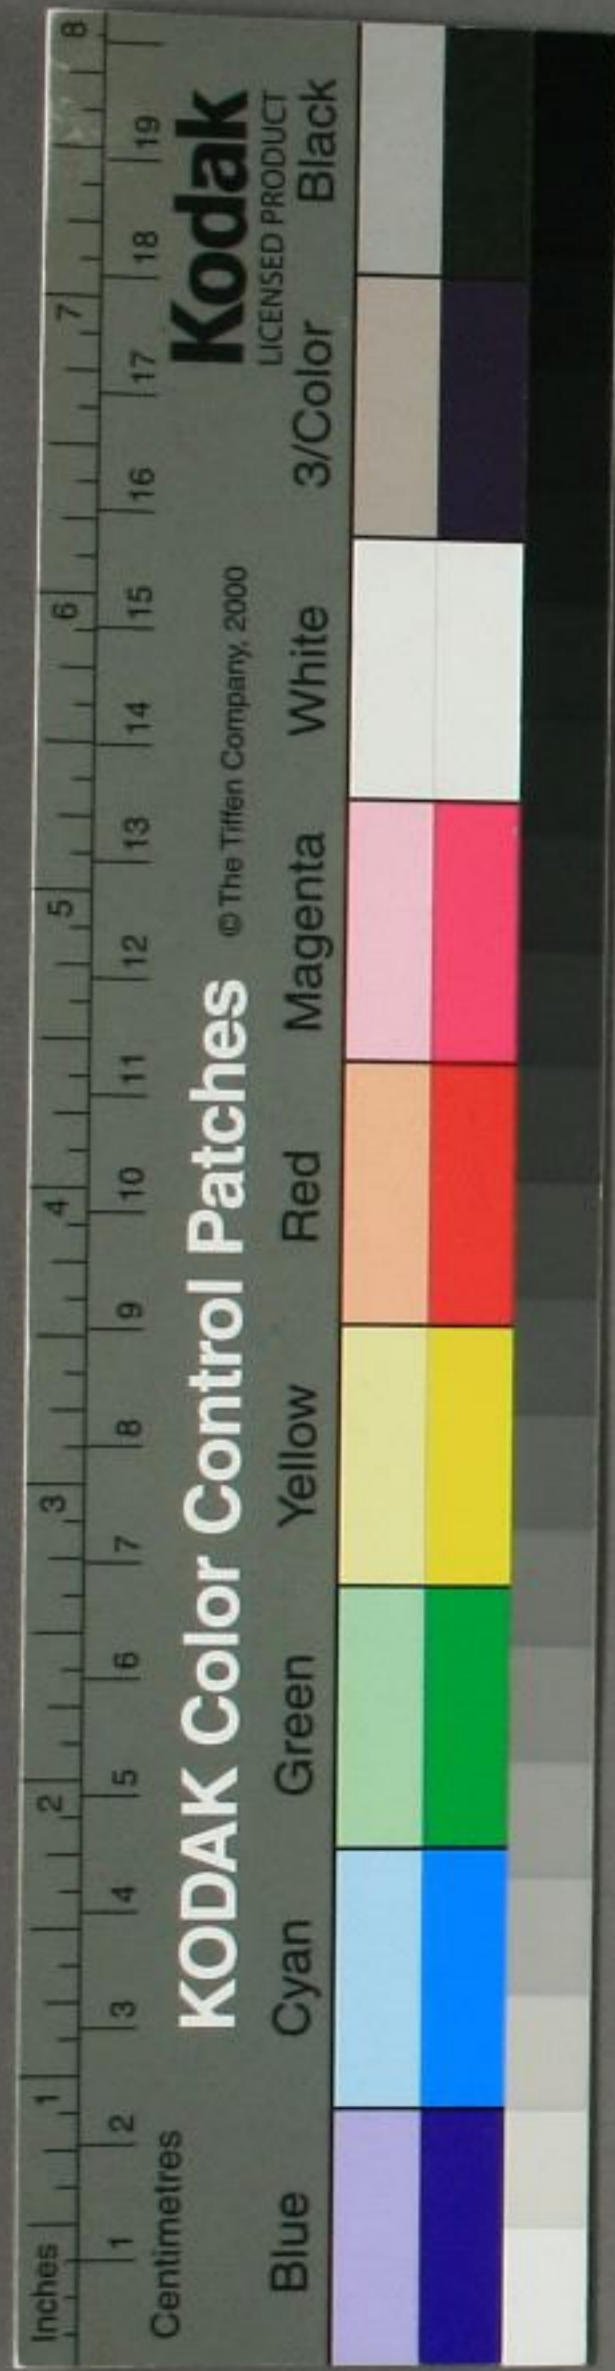 Inches 1 2 3 4 5 6 7 8
1 2 3 4 5 6 7 8 9 10 11 12 13 14 15 16 17 18 19
Centimetres
KODAK Color Control Patches © The Tiffen Company, 2000 Kodak
LICENSED PRODUCT
Blue Cyan Green Yellow Red Magenta White 3/Color Black